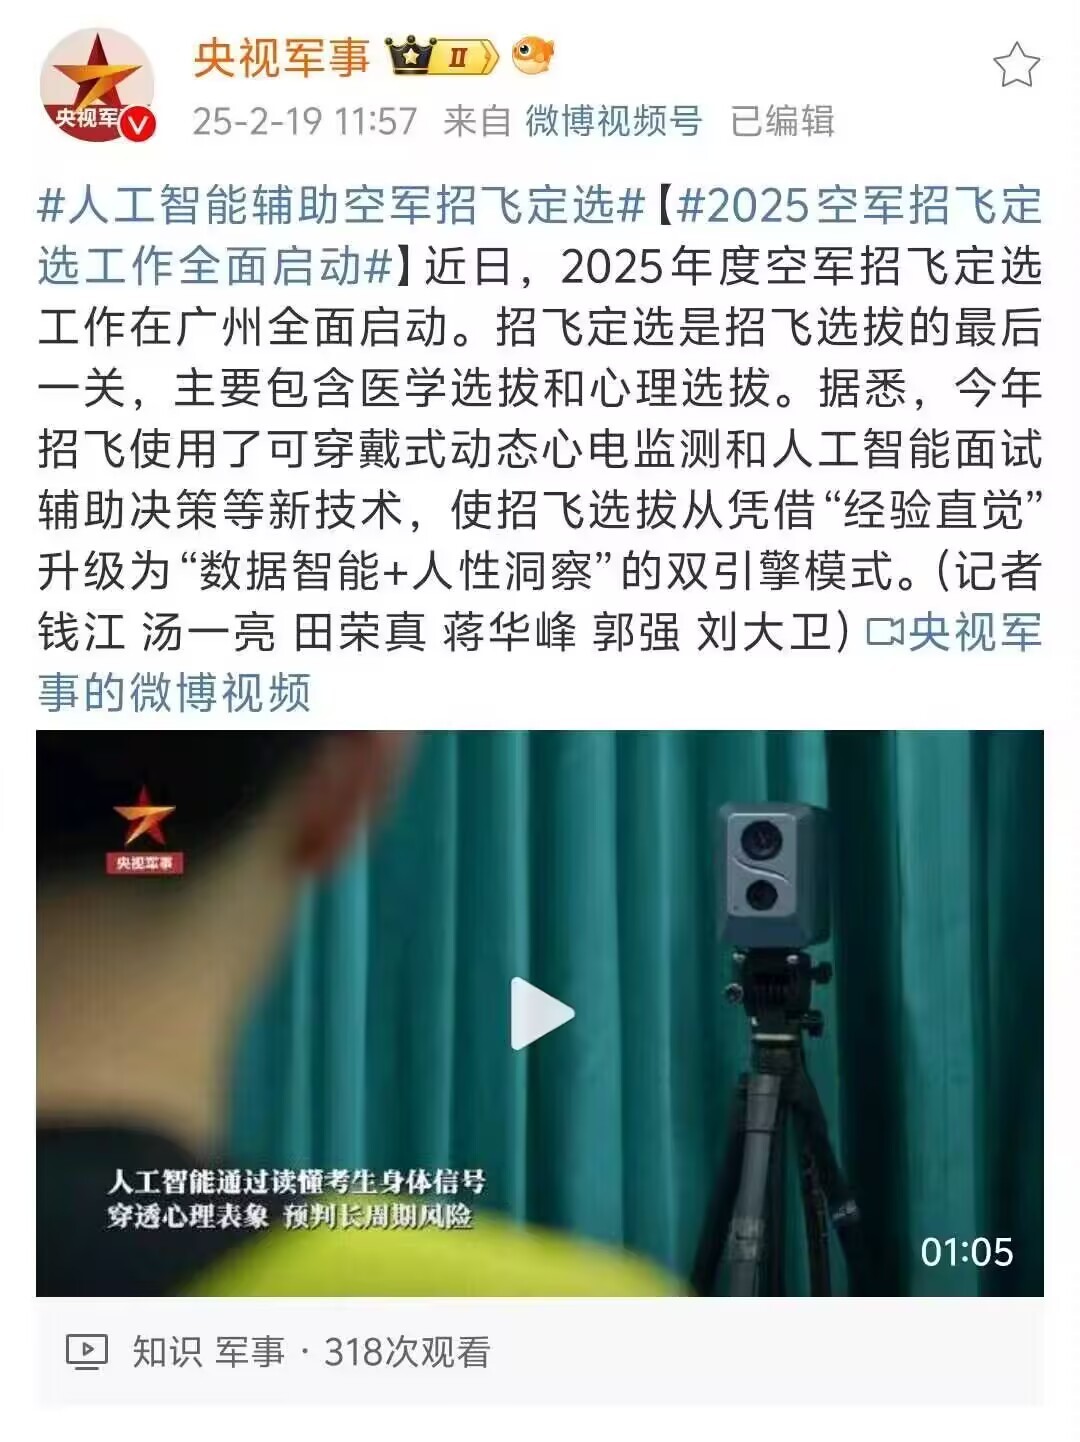 央视军事 II
央视军
25-2-19 11:57 来自 微博视频号 已编辑
#人工智能辅助空军招飞定选#【#2025空军招飞定
选工作全面启动#】近日，2025年度空军招飞定选
工作在广州全面启动。招飞定选是招飞选拔的最后
一关，主要包含医学选拔和心理选拔。据悉，今年
招飞使用了可穿戴式动态心电监测和人工智能面试
辅助决策等新技术，使招飞选拔从凭借“经验直觉”
升级为“数据智能+人性洞察”的双引擎模式。（记者
钱江 汤一亮 田荣真 蒋华峰 郭强 刘大卫）央视军
事的微博视频
央视军事
人工智能通过读懂考生身体信号
穿透心理表象 预判长周期风险
01:05
知识 军事 · 318次观看